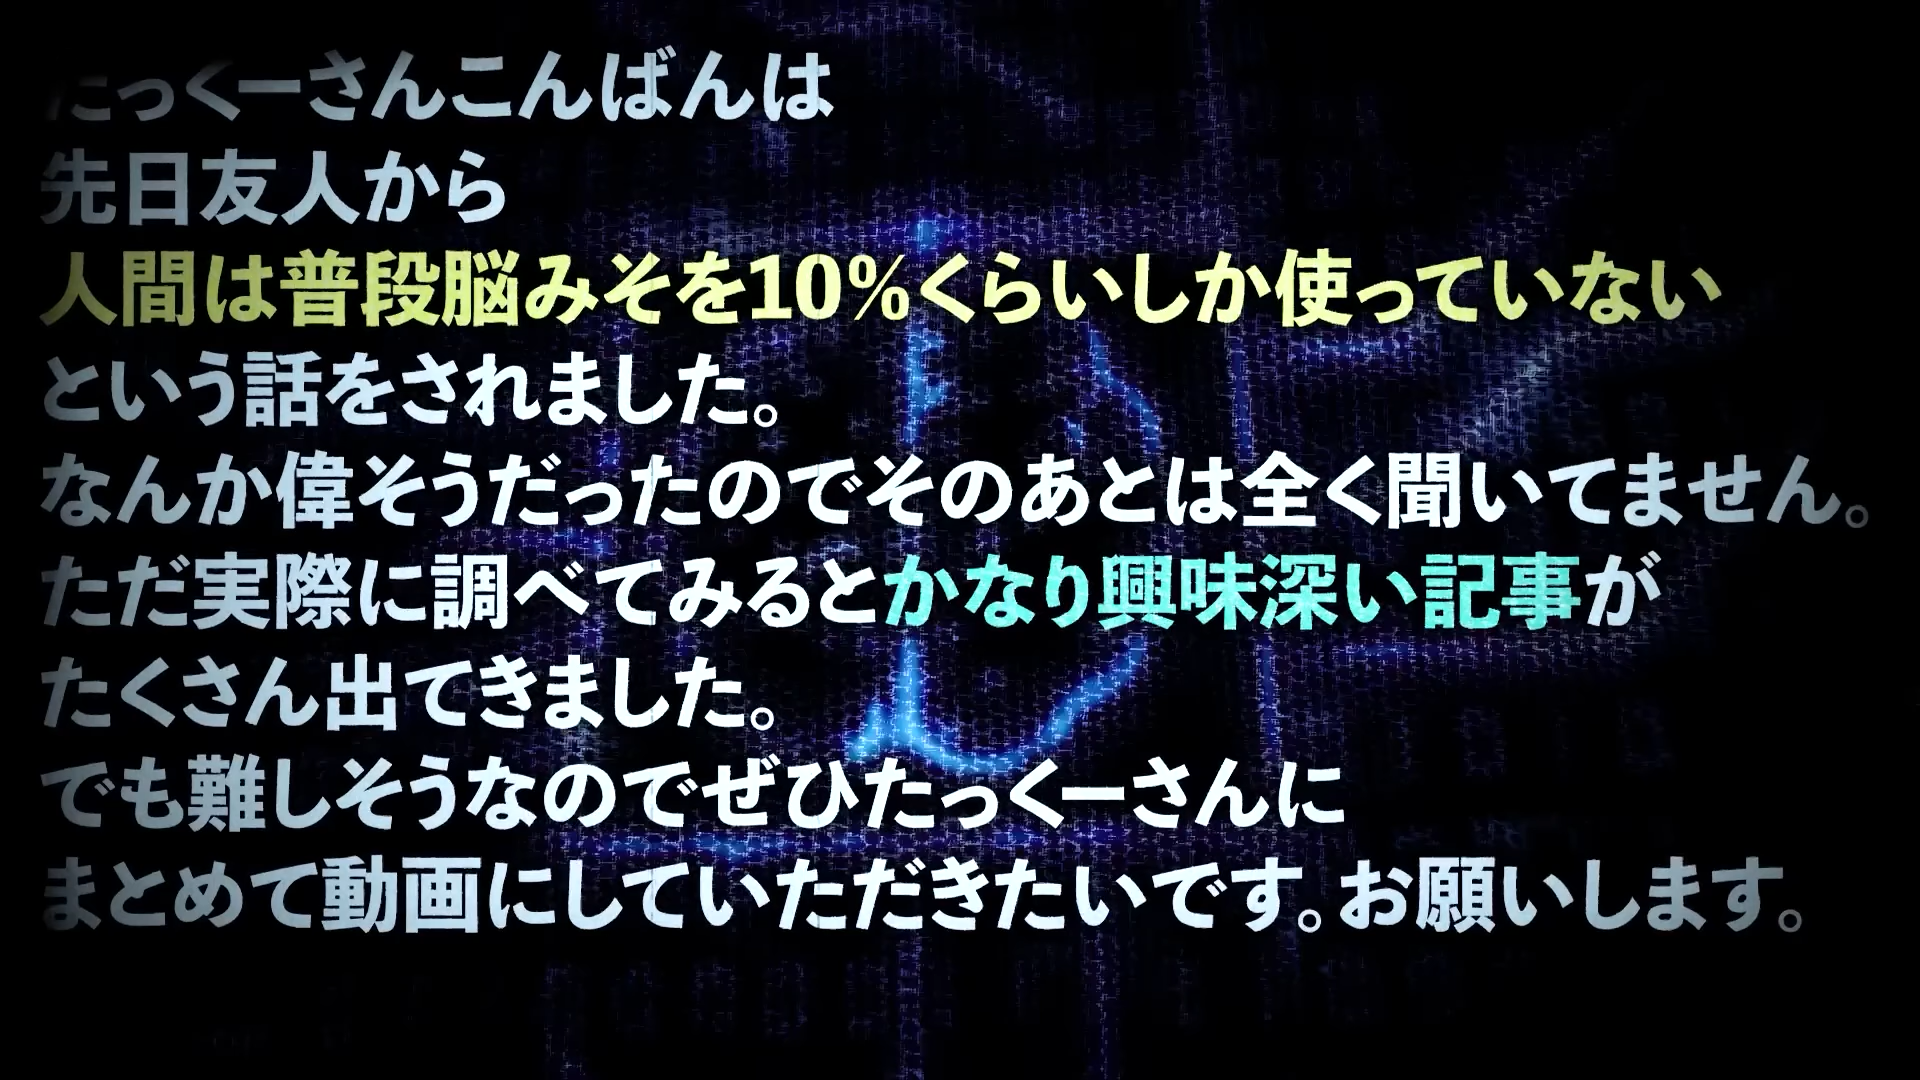 たっくーさんこんばんは
先日友人から
人間は普段脳みそを10%くらいしか使っていない
という話をされました。
なんか偉そうだったのでそのあとは全く聞いてません。
ただ実際に調べてみるとかなり興味深い記事が
たくさん出てきました。
でも難しそうなのでぜひたっくーさんに
まとめて動画にしていただきたいです。お願いします。